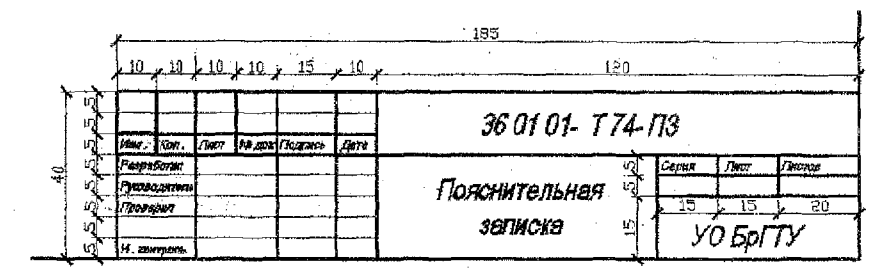 185
10 10 10 10 15 10 120
5 5 5 5 5 5 5 5
40
36 01 01- Т 74- ПЗ
Изм. Кол. Лист № док Подпись Дата
Разработал
Руководитель
Проверил
Н. контроль
Пояснительная
записка
5 5 15
Серия Лист Листов
15 15 20
УО БрГТУ